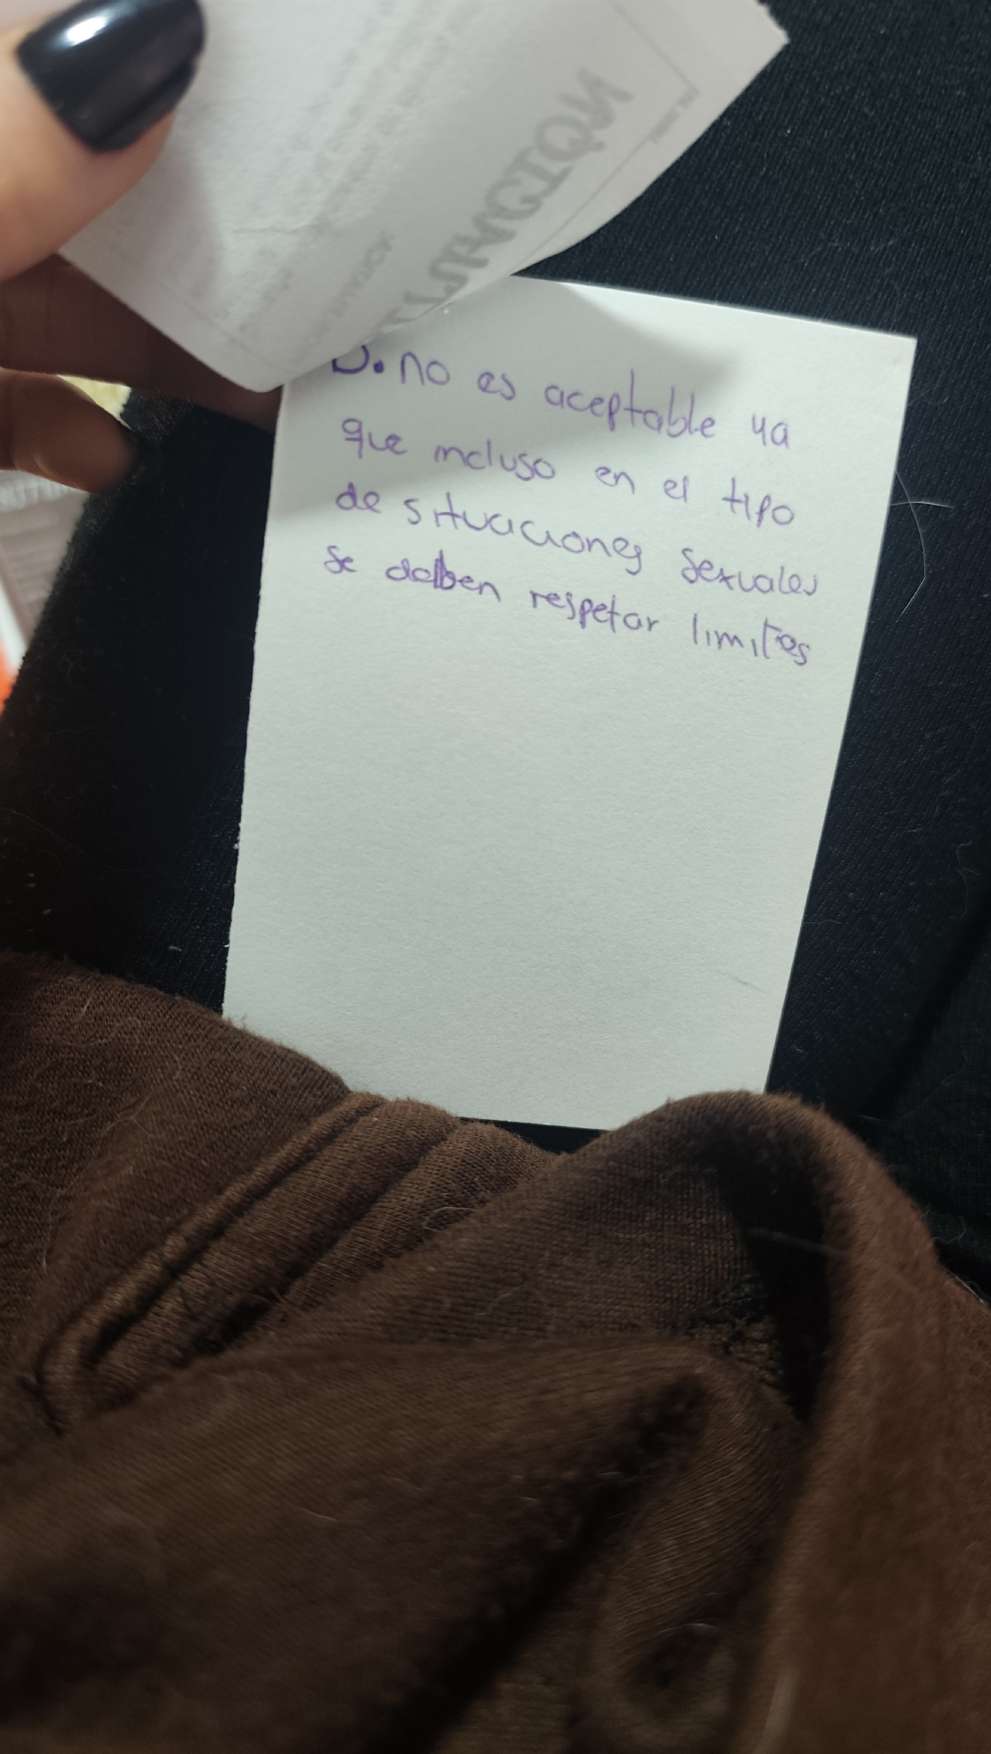 no es aceptable ya
que incluso en el tipo
de situaciones sexuales
se deben respetar limites